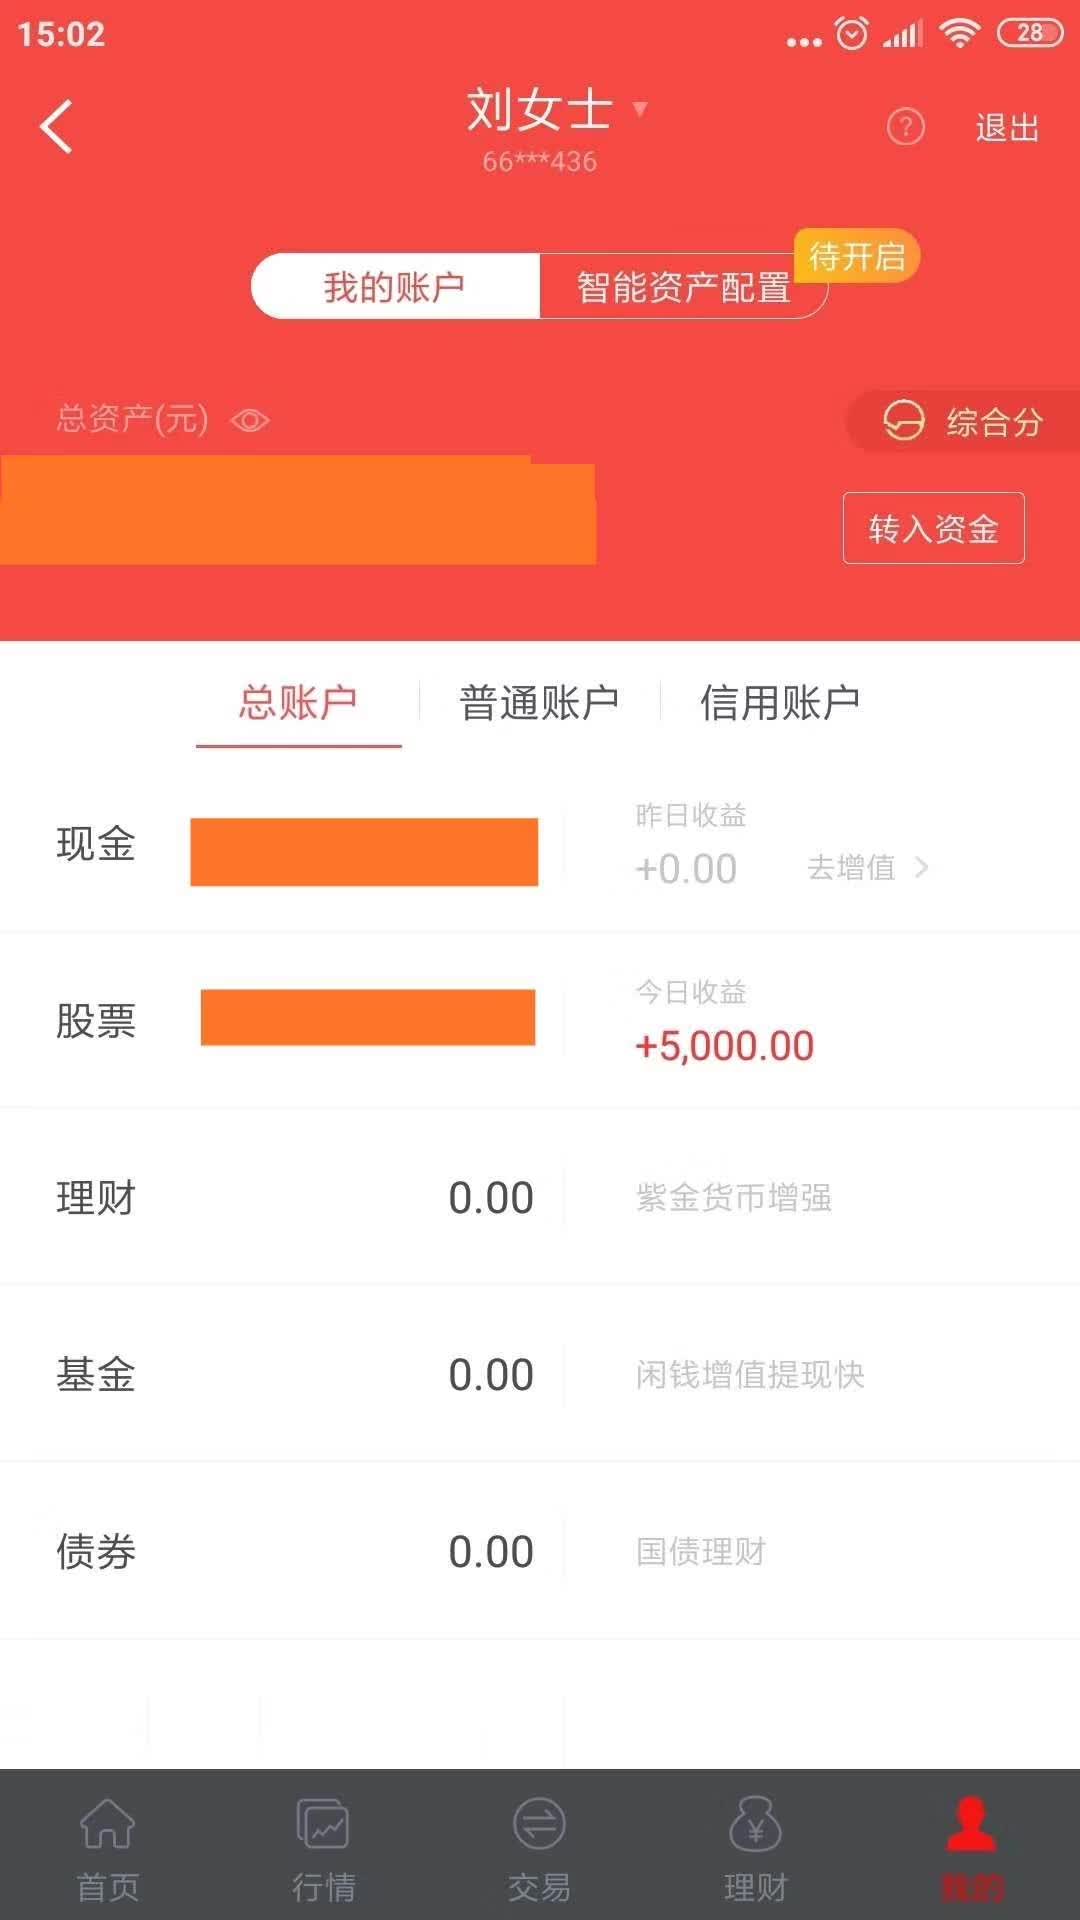 15:02 28
刘女士
66***436
? 退出
我的账户 智能资产配置 待开启
总资产(元) 综合分
转入资金
总账户 普通账户 信用账户
昨日收益
现金 +0.00 去增值
今日收益
股票 +5,000.00
理财 0.00 紫金货币增强
基金 0.00 闲钱增值提现快
债券 0.00 国债理财
首页 行情 交易 理财 我的